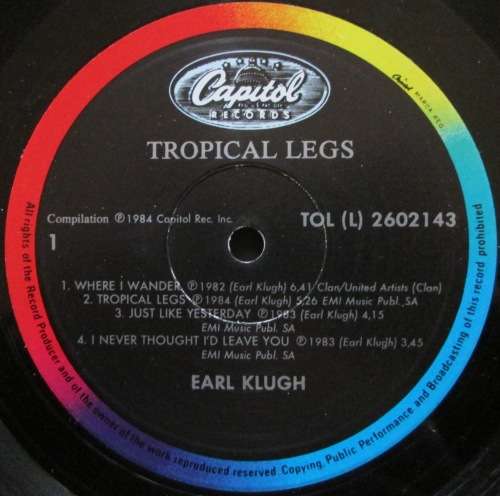 Capitol
RECORDS
Capitol MARCA REG.
TROPICAL LEGS
Compilation ℗1984 Capitol Rec. Inc.
TOL (L) 2602143
1
1. WHERE I WANDER ℗1982 (Earl Klugh) 6,41 Clan/United Artists (Clan)
2. TROPICAL LEGS ℗1984 (Earl Klugh) 5,26 EMI Music Publ. SA
3. JUST LIKE YESTERDAY ℗1983 (Earl Klugh) 4,15
EMI Music Publ. SA
4. I NEVER THOUGHT I'D LEAVE YOU ℗1983 (Earl Klugh) 3,45
EMI Music Publ. SA
EARL KLUGH
All rights of the Record Producer and of the owner of the work reproduced reserved. Copying, Public Performance and Broadcasting of this record prohibited